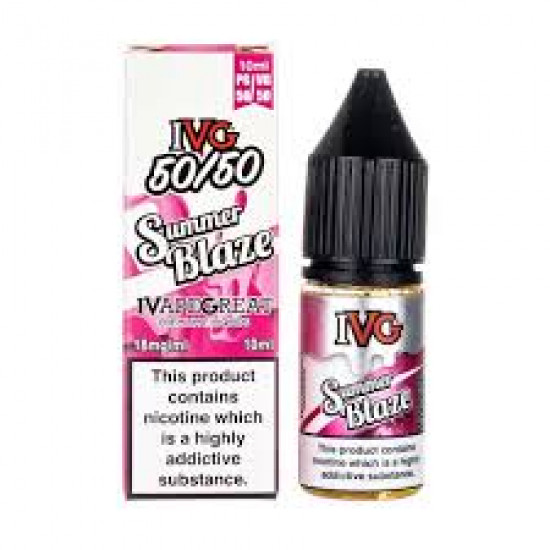 10ml
PG/VG
50/50
IVG
50/50
Summer
Blaze
IVAPEGREAT
18mg/ml 10ml
This product
contains
nicotine which
is a highly
addictive
substance.
IVG
Summer
Blaze
This product contains
nicotine which is a highly
addictive substance.